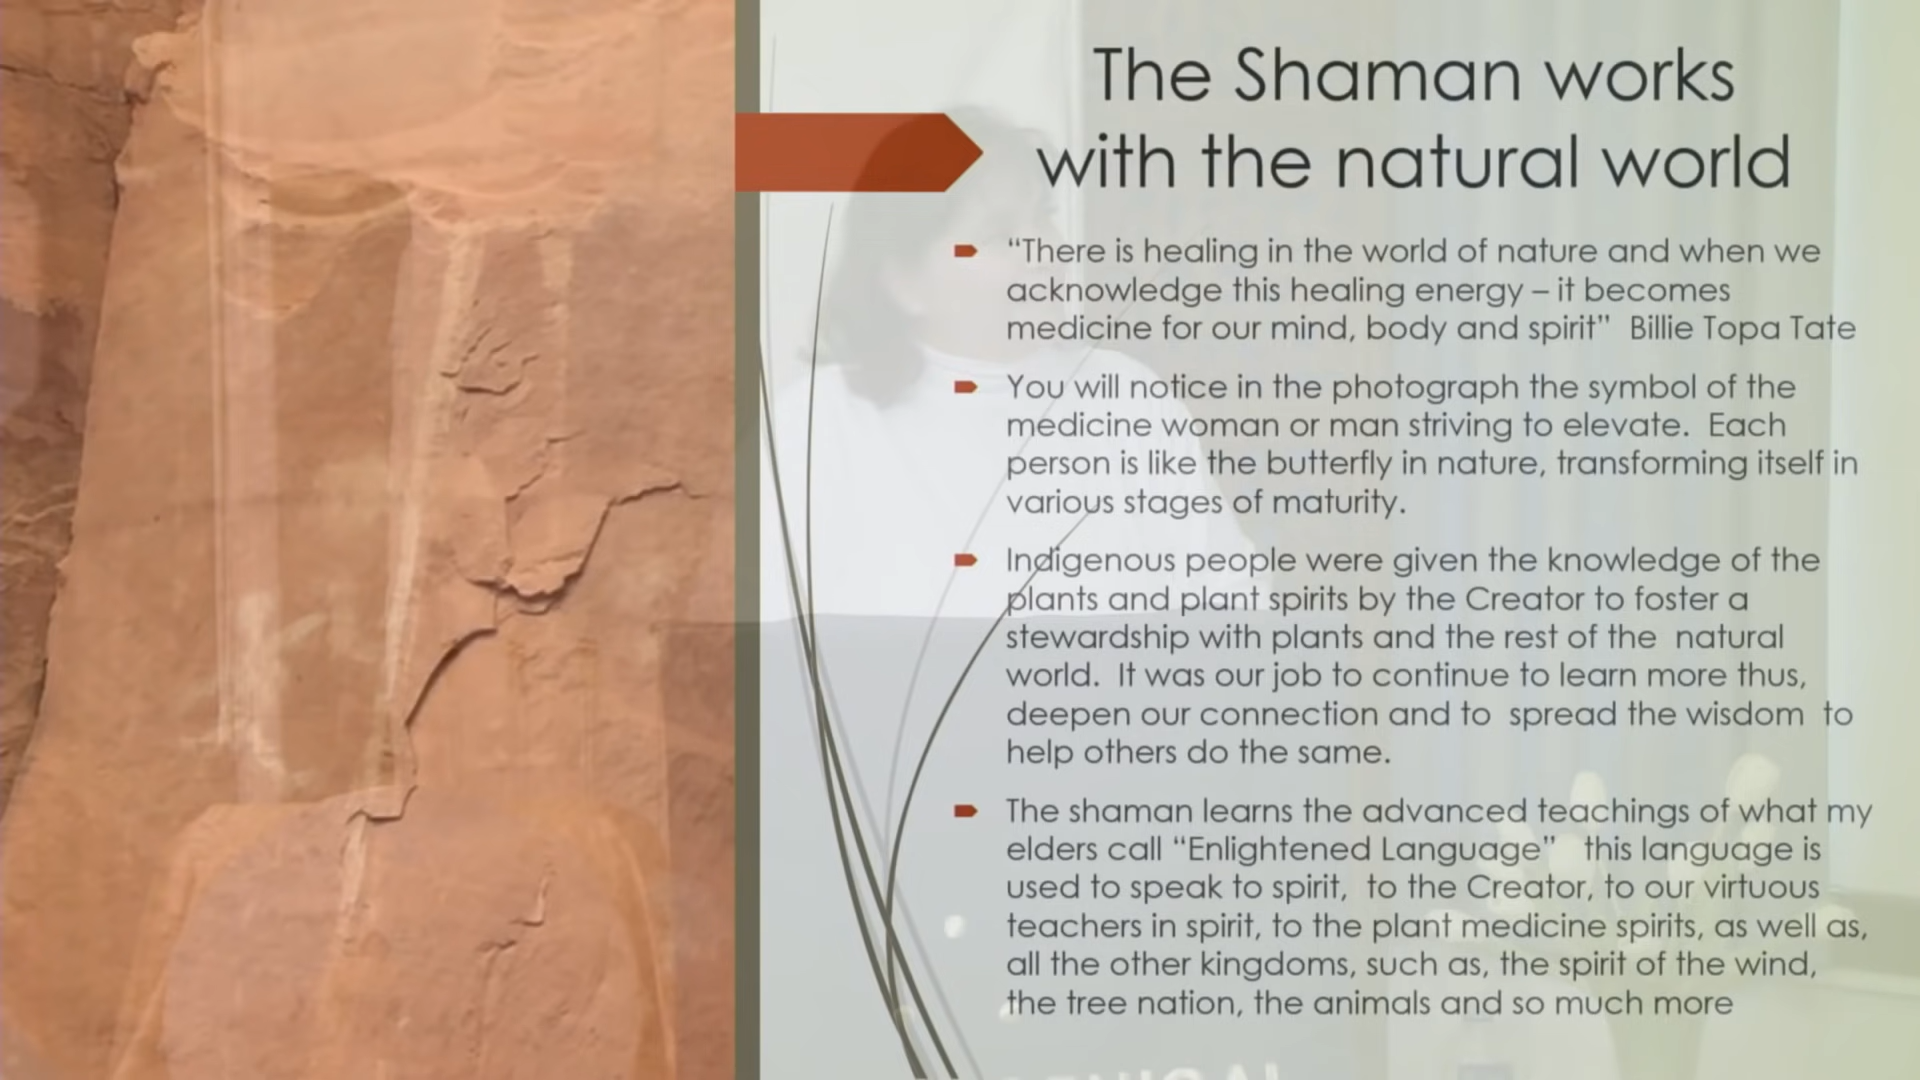 The Shaman works
with the natural world
“There is healing in the world of nature and when we
acknowledge this healing energy – it becomes
medicine for our mind, body and spirit”  Billie Topa Tate
You will notice in the photograph the symbol of the
medicine woman or man striving to elevate.  Each
person is like the butterfly in nature, transforming itself in
various stages of maturity.
Indigenous people were given the knowledge of the
plants and plant spirits by the Creator to foster a
stewardship with plants and the rest of the  natural
world.  It was our job to continue to learn more thus,
deepen our connection and to  spread the wisdom  to
help others do the same.
The shaman learns the advanced teachings of what my
elders call “Enlightened Language”   this language is
used to speak to spirit,  to the Creator, to our virtuous
teachers in spirit, to the plant medicine spirits, as well as,
all the other kingdoms, such as, the spirit of the wind,
the tree nation, the animals and so much more